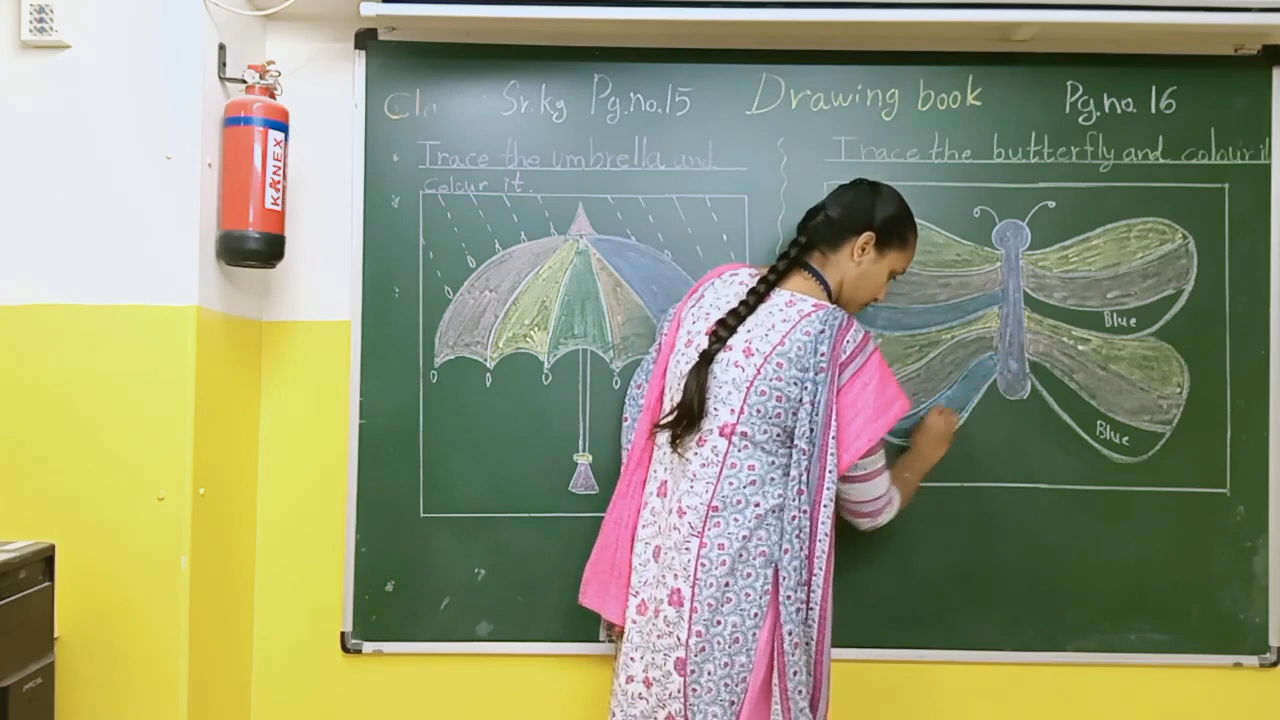 Cla Sr.kg Pg.no.15 Drawing book Pg.no. 16
Trace the umbrella and
colour it.
Trace the butterfly and colour it
Blue
Blue
KANEX